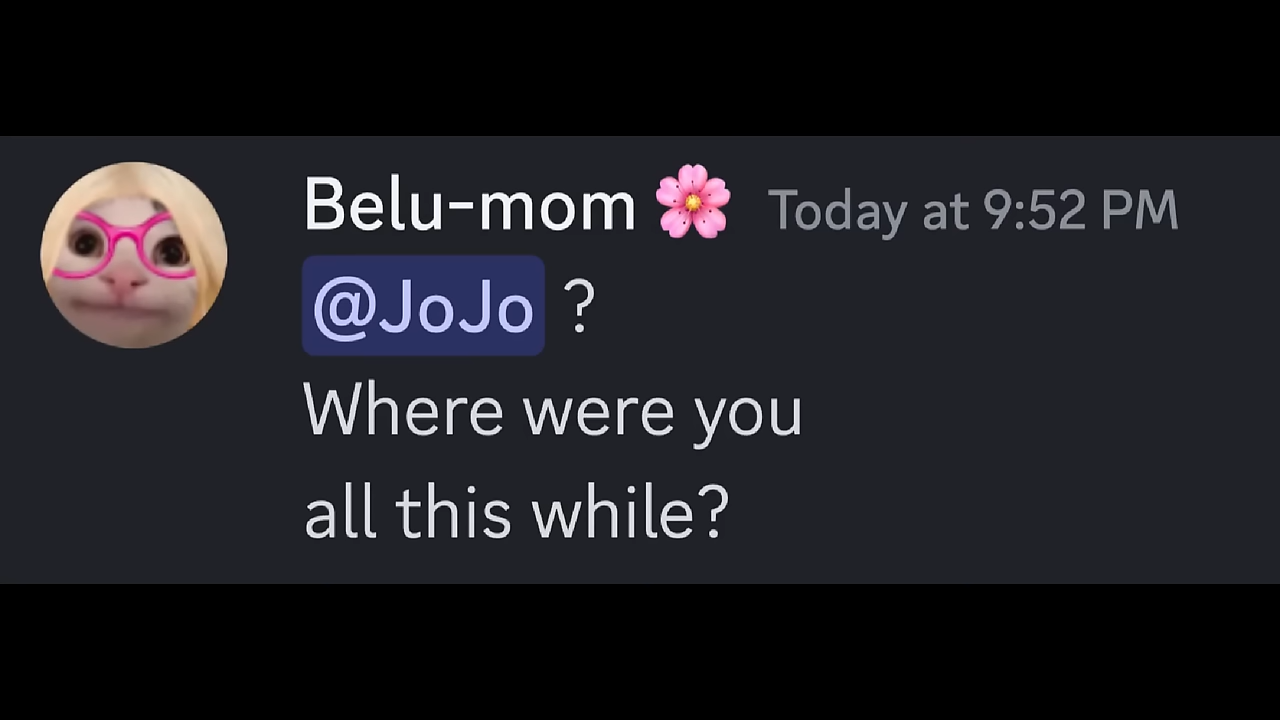 Belu-mom 🌸 Today at 9:52 PM
@JoJo ?
Where were you
all this while?